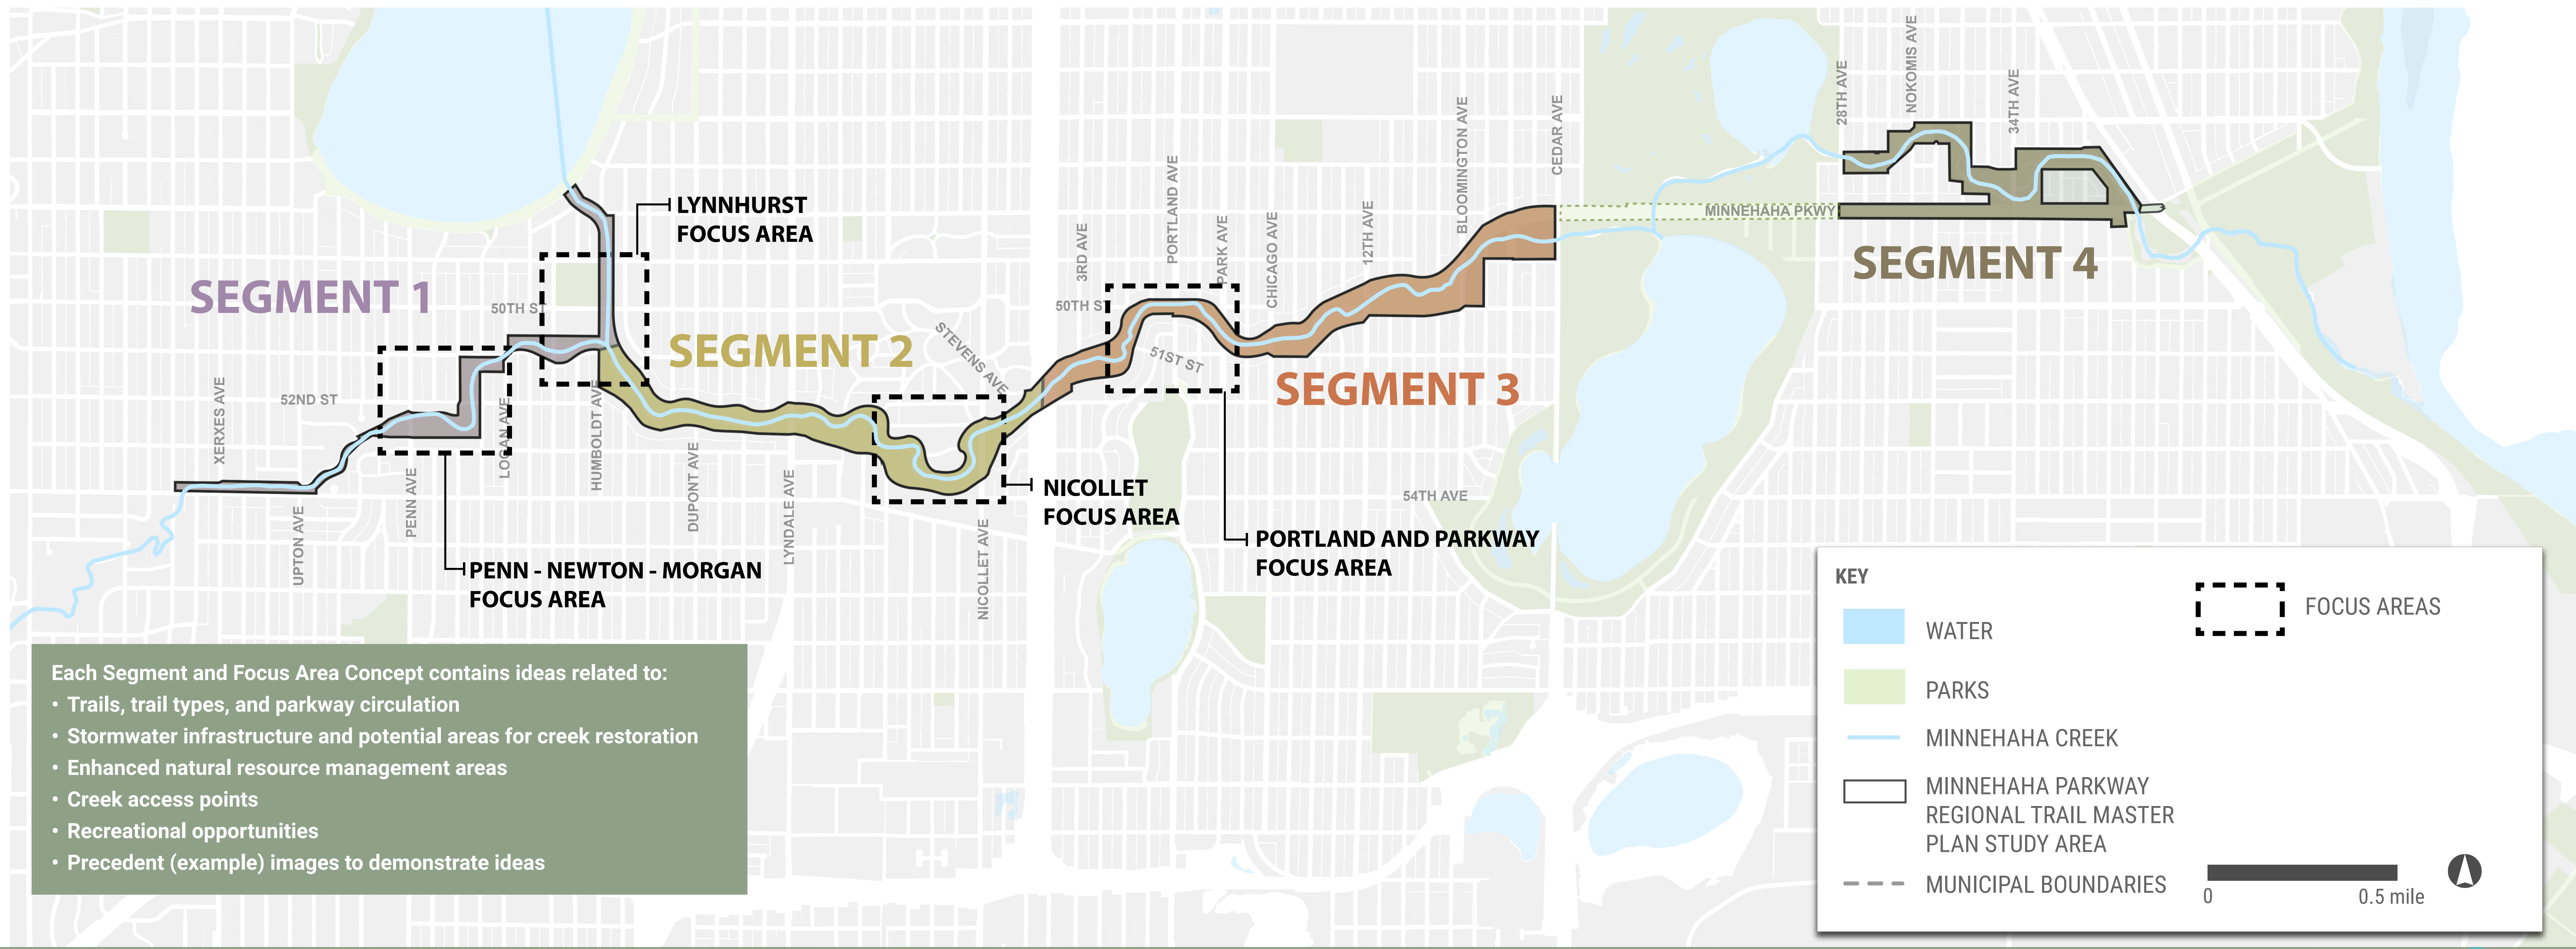 28TH AVE
NOKOMIS AVE
34TH AVE
BLOOMINGTON AVE
CEDAR AVE
PORTLAND AVE
LYNNHURST
FOCUS AREA
MINNEHAHA PKWY
3RD AVE
PARK AVE
CHICAGO AVE
12TH AVE
SEGMENT 4
SEGMENT 1
50TH ST
50TH ST
SEGMENT 2
STEVENS AVE
51ST ST
SEGMENT 3
XERXES AVE
52ND ST
LOGAN AVE
HUMBOLDT AVE
PENN AVE
DUPONT AVE
LYNDALE AVE
NICOLLET
FOCUS AREA
54TH AVE
UPTON AVE
NICOLLET AVE
PORTLAND AND PARKWAY
FOCUS AREA
PENN - NEWTON - MORGAN
FOCUS AREA
KEY
WATER
PARKS
MINNEHAHA CREEK
MINNEHAHA PARKWAY
REGIONAL TRAIL MASTER
PLAN STUDY AREA
MUNICIPAL BOUNDARIES
FOCUS AREAS
0
0.5 mile
Each Segment and Focus Area Concept contains ideas related to:
• Trails, trail types, and parkway circulation
• Stormwater infrastructure and potential areas for creek restoration
• Enhanced natural resource management areas
• Creek access points
• Recreational opportunities
• Precedent (example) images to demonstrate ideas